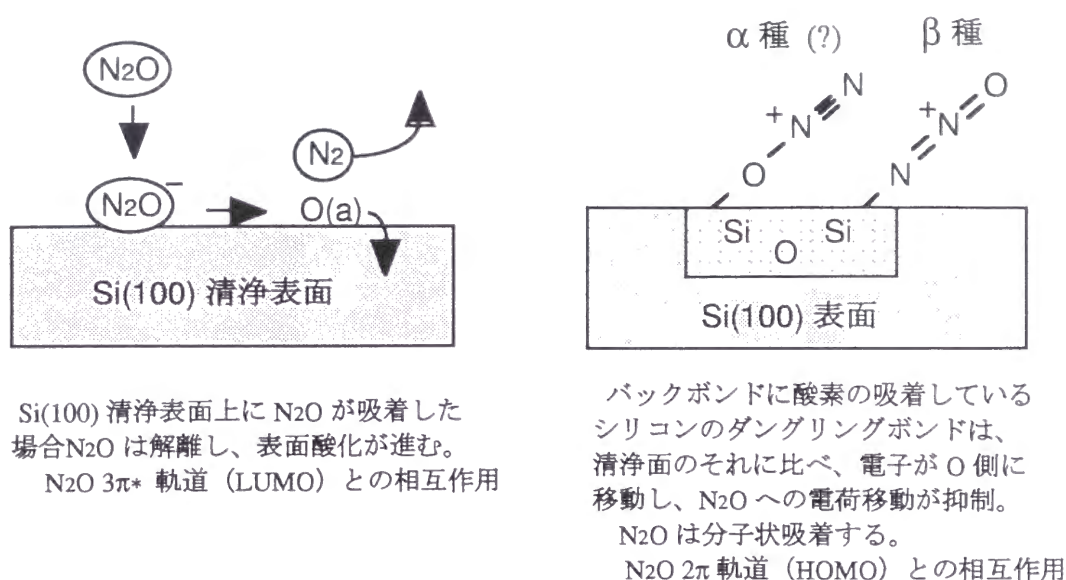 N2O
N2O−
N2
O(a)
Si(100) 清浄表面
Si(100) 清浄表面上に N2O が吸着した
場合N2O は解離し、表面酸化が進む。
N2O 3π* 軌道（LUMO）との相互作用
α 種 (?)
β 種
N
+
N
O
O
+
N
N
Si
Si
O
Si(100) 表面
バックボンドに酸素の吸着している
シリコンのダングリングボンドは、
清浄面のそれに比べ、電子が O 側に
移動し、N2O への電荷移動が抑制。
N2O は分子状吸着する。
N2O 2π 軌道（HOMO）との相互作用